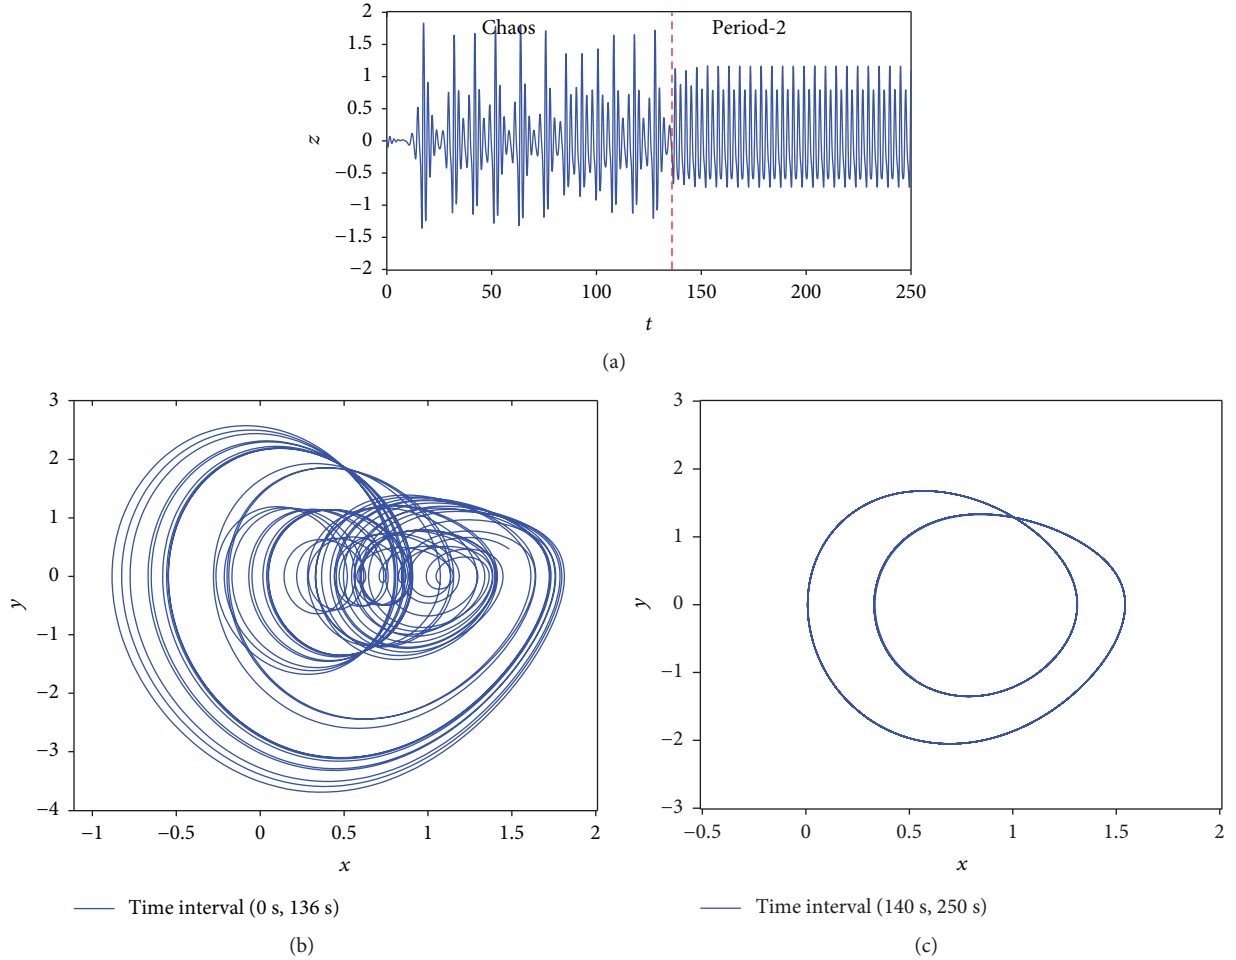 2
1.5
1
0.5
0
−0.5
−1
−1.5
−2
z
Chaos
Period-2
0 50 100 150 200 250
t
(a)
3
2
1
0
−1
−2
−3
−4
y
−1 −0.5 0 0.5 1 1.5 2
x
Time interval (0 s, 136 s)
(b)
3
2
1
0
−1
−2
−3
y
−0.5 0 0.5 1 1.5 2
x
Time interval (140 s, 250 s)
(c)